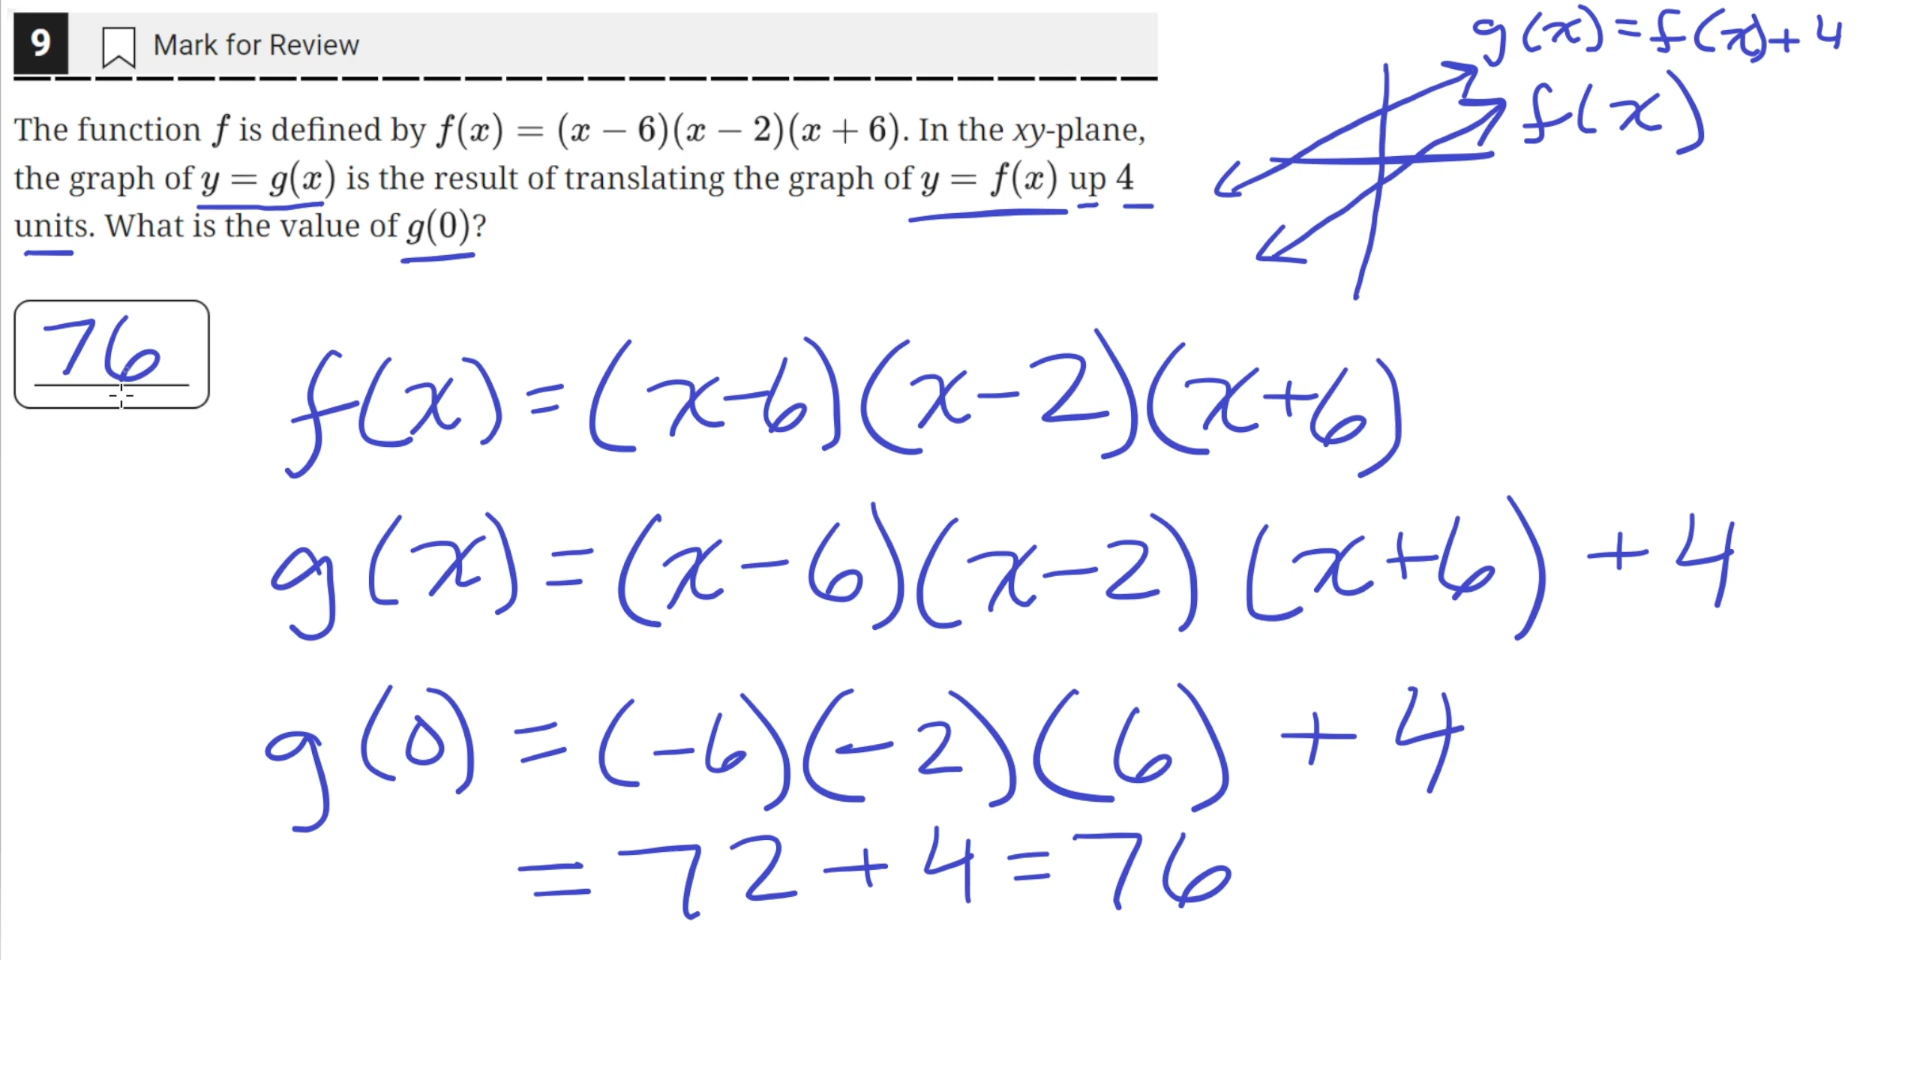 9 Mark for Review
The function f is defined by f(x) = (x − 6)(x − 2)(x + 6). In the xy-plane,
the graph of y = g(x) is the result of translating the graph of y = f(x) up 4
units. What is the value of g(0)?
76
g(x)=f(x)+4
f(x)
f(x)=(x-6)(x-2)(x+6)
g(x)=(x-6)(x-2)(x+6)+4
g(0)=(-6)(-2)(6)+4
=72+4=76